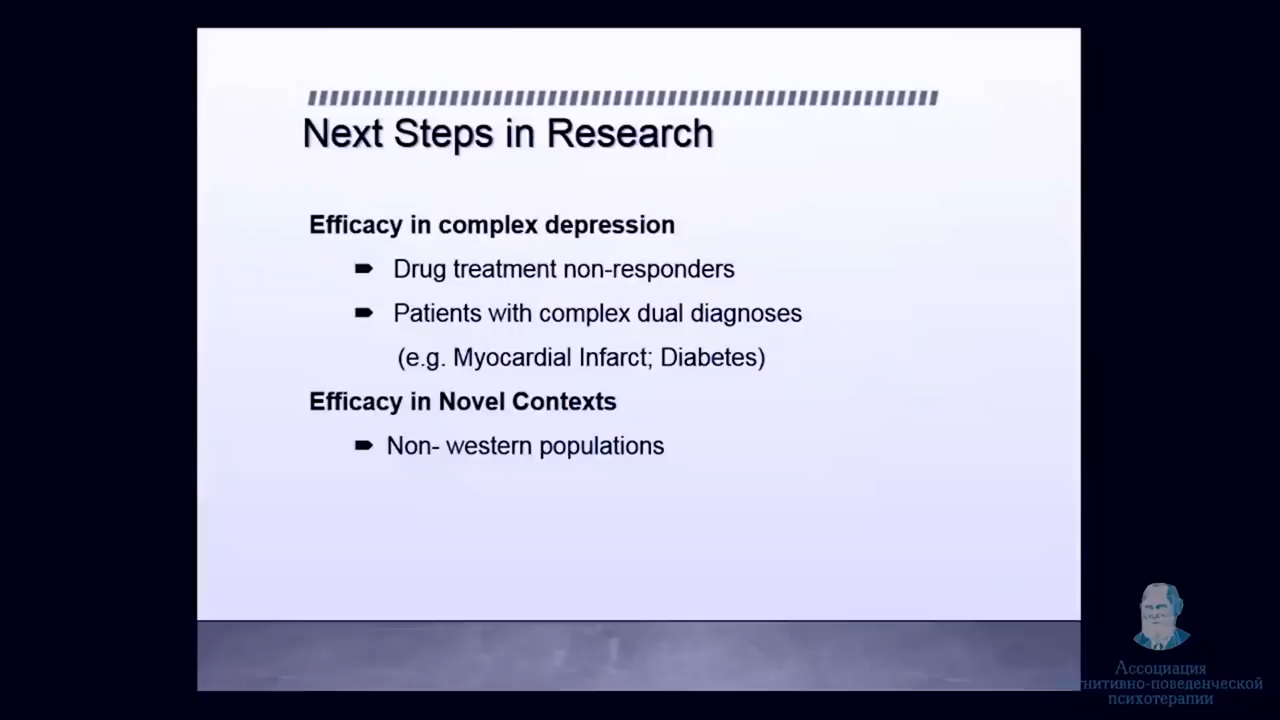 Next Steps in Research
Efficacy in complex depression
Drug treatment non-responders
Patients with complex dual diagnoses
(e.g. Myocardial Infarct; Diabetes)
Efficacy in Novel Contexts
Non- western populations
Ассоциация
когнитивно-поведенческой
психотерапии